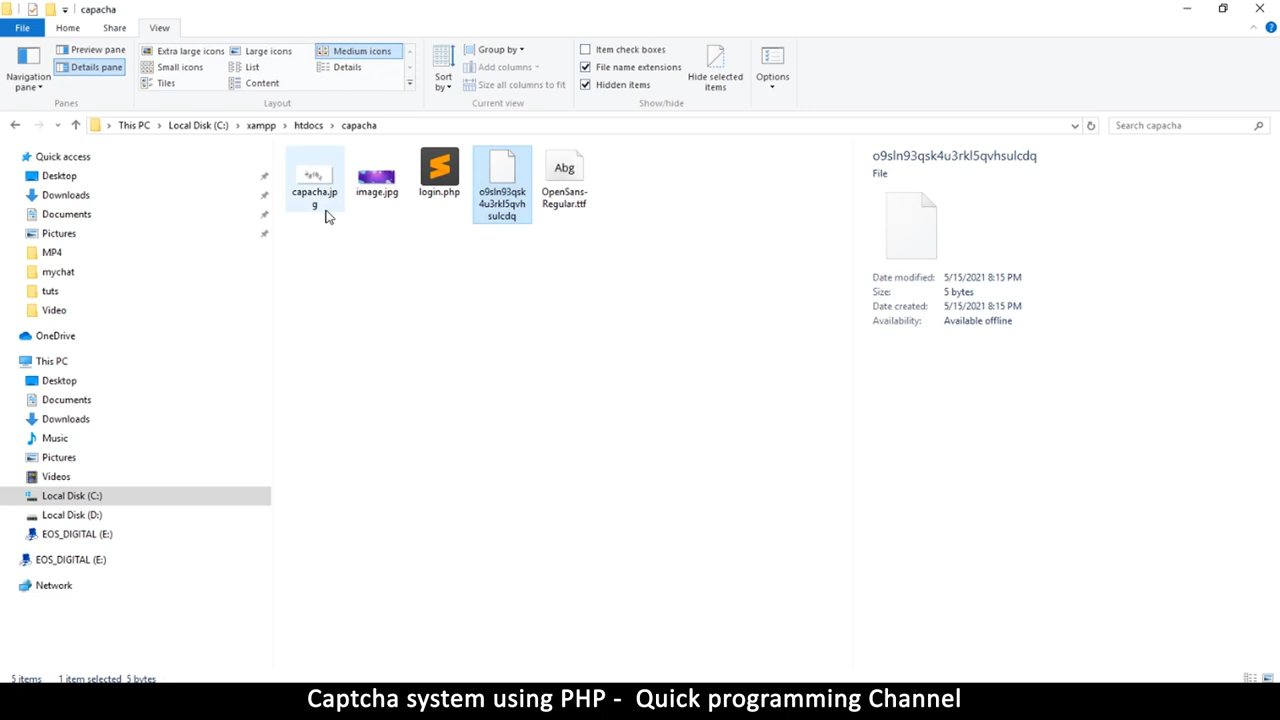 capacha
File Home Share View
Navigation pane
Preview pane
Details pane
Panes
Extra large icons Large icons Medium icons
Small icons List Details
Tiles Content
Layout
Sort by
Group by
Add columns
Size all columns to fit
Current view
Item check boxes
File name extensions
Hidden items
Hide selected items
Show/hide
Options
This PC > Local Disk (C:) > xampp > htdocs > capacha
Search capacha
Quick access
Desktop
Downloads
Documents
Pictures
MP4
mychat
tuts
Video
OneDrive
This PC
Desktop
Documents
Downloads
Music
Pictures
Videos
Local Disk (C:)
Local Disk (D:)
EOS_DIGITAL (E:)
EOS_DIGITAL (E:)
Network
capacha.jp
g
image.jpg
login.php
o9sln93qsk
4u3rkl5qvh
sulcdq
Abg
OpenSans-
Regular.ttf
o9sln93qsk4u3rkl5qvhsulcdq
File
Date modified: 5/15/2021 8:15 PM
Size: 5 bytes
Date created: 5/15/2021 8:15 PM
Availability: Available offline
5 items 1 item selected 5 bytes
Captcha system using PHP - Quick programming Channel